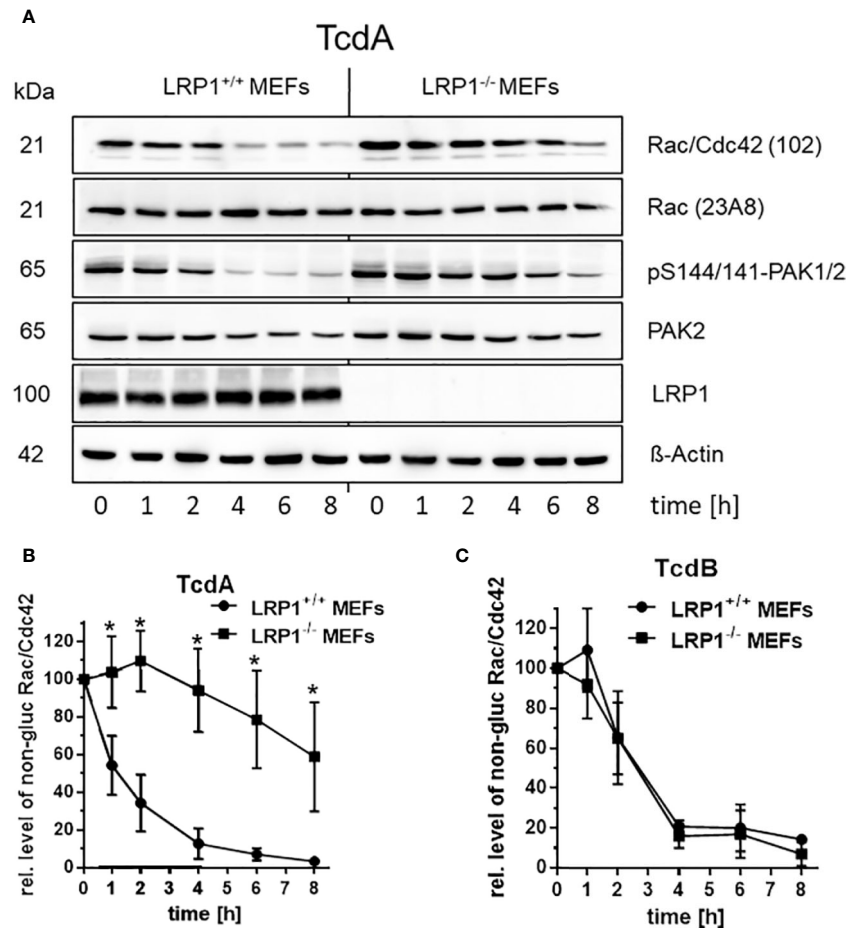 A
TcdA
kDa
LRP1+/+ MEFs
LRP1-/- MEFs
21
Rac/Cdc42 (102)
21
Rac (23A8)
65
pS144/141-PAK1/2
65
PAK2
100
LRP1
42
ß-Actin
0 1 2 4 6 8 0 1 2 4 6 8 time [h]
B
TcdA
LRP1+/+ MEFs
LRP1-/- MEFs
rel. level of non-gluc Rac/Cdc42
120
100
80
60
40
20
0
* * * * *
0 1 2 3 4 5 6 7 8
time [h]
C
TcdB
LRP1+/+ MEFs
LRP1-/- MEFs
rel. level of non-gluc Rac/Cdc42
120
100
80
60
40
20
0
0 1 2 3 4 5 6 7 8
time [h]